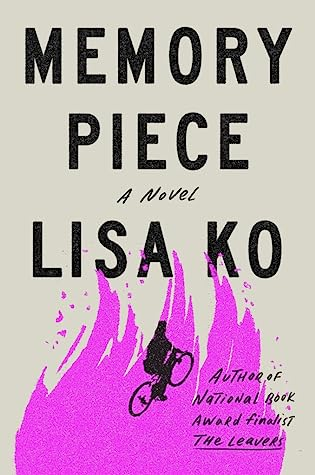 MEMORY
PIECE
A NOVEL
LISA KO
AUTHOR OF
NATIONAL BOOK
AWARD finalist
THE LEAVERS